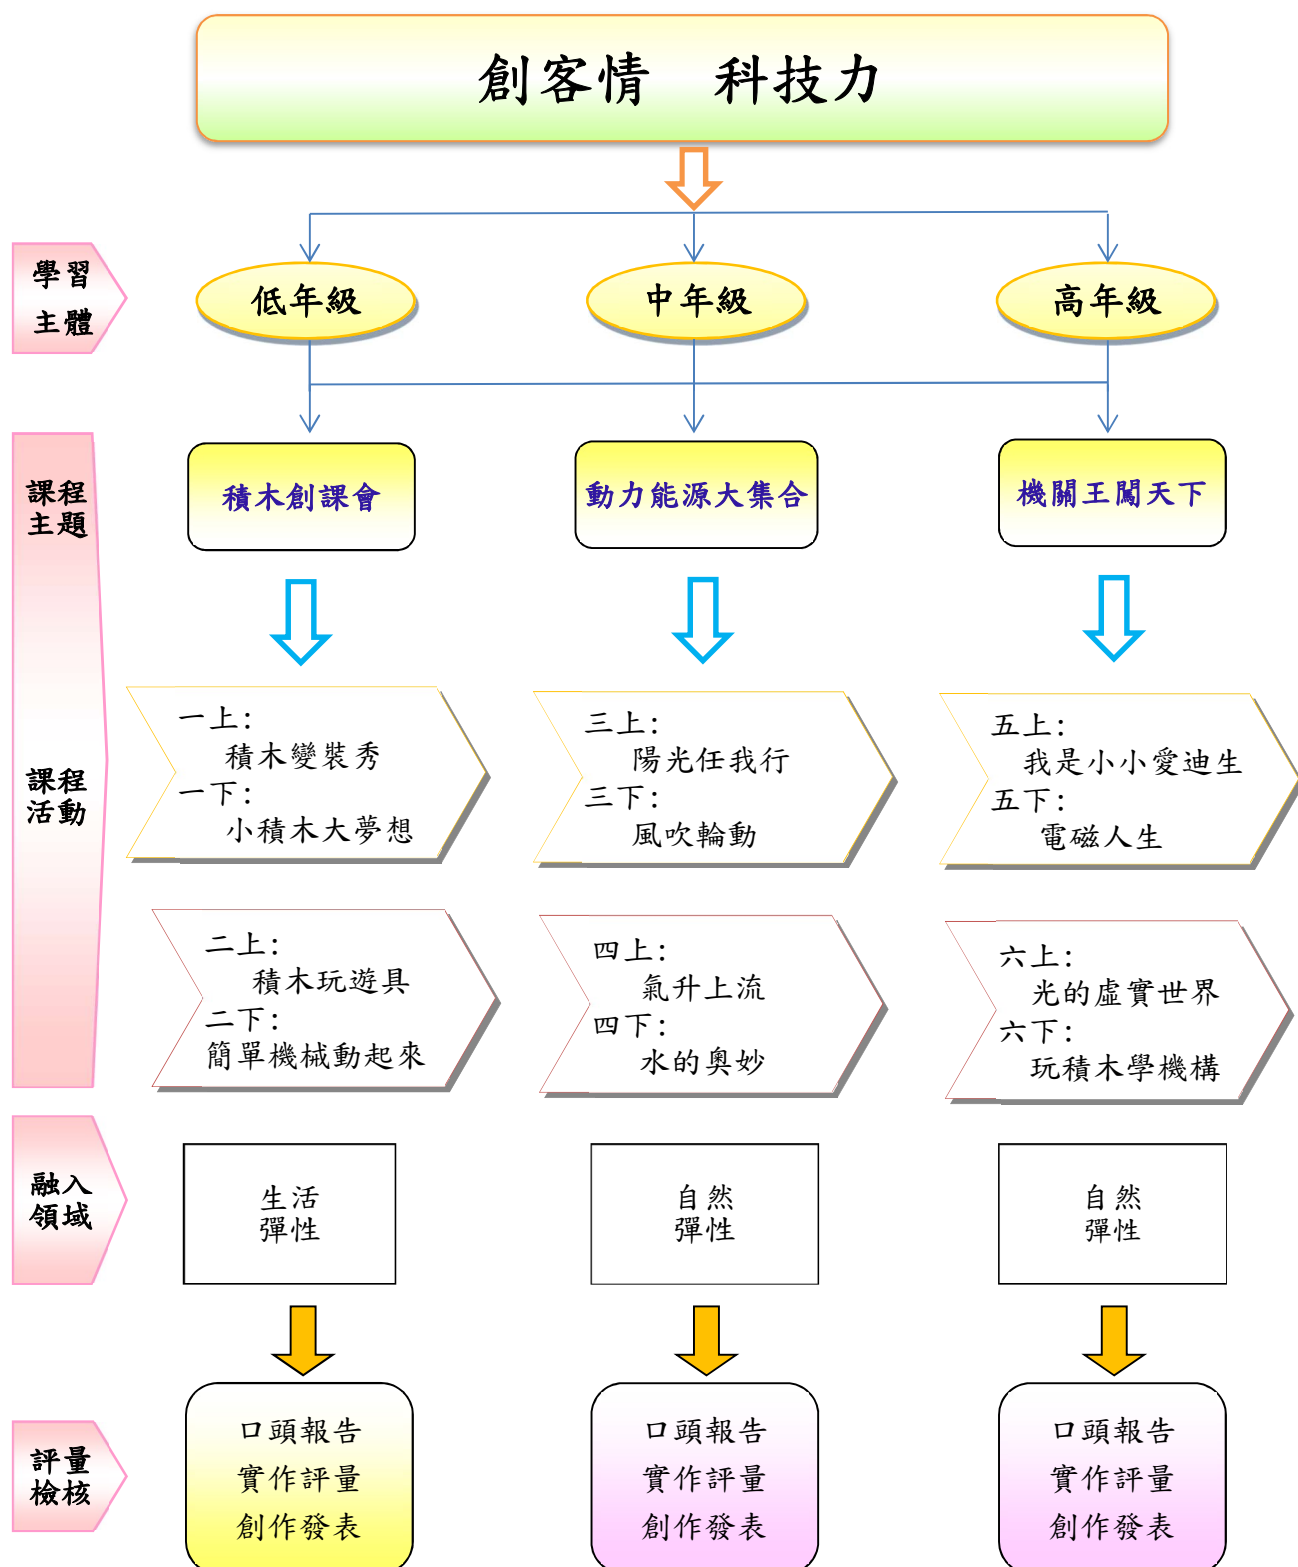 創客情　科技力
學習
主體
低年級
中年級
高年級
課程
主題
積木創課會
動力能源大集合
機關王闖天下
課程
活動
一上：
積木變裝秀
一下：
小積木大夢想
三上：
陽光任我行
三下：
風吹輪動
五上：
我是小小愛迪生
五下：
電磁人生
二上：
積木玩遊具
二下：
簡單機械動起來
四上：
氣升上流
四下：
水的奧妙
六上：
光的虛實世界
六下：
玩積木學機構
融入
領域
生活
彈性
自然
彈性
自然
彈性
評量
檢核
口頭報告
實作評量
創作發表
口頭報告
實作評量
創作發表
口頭報告
實作評量
創作發表